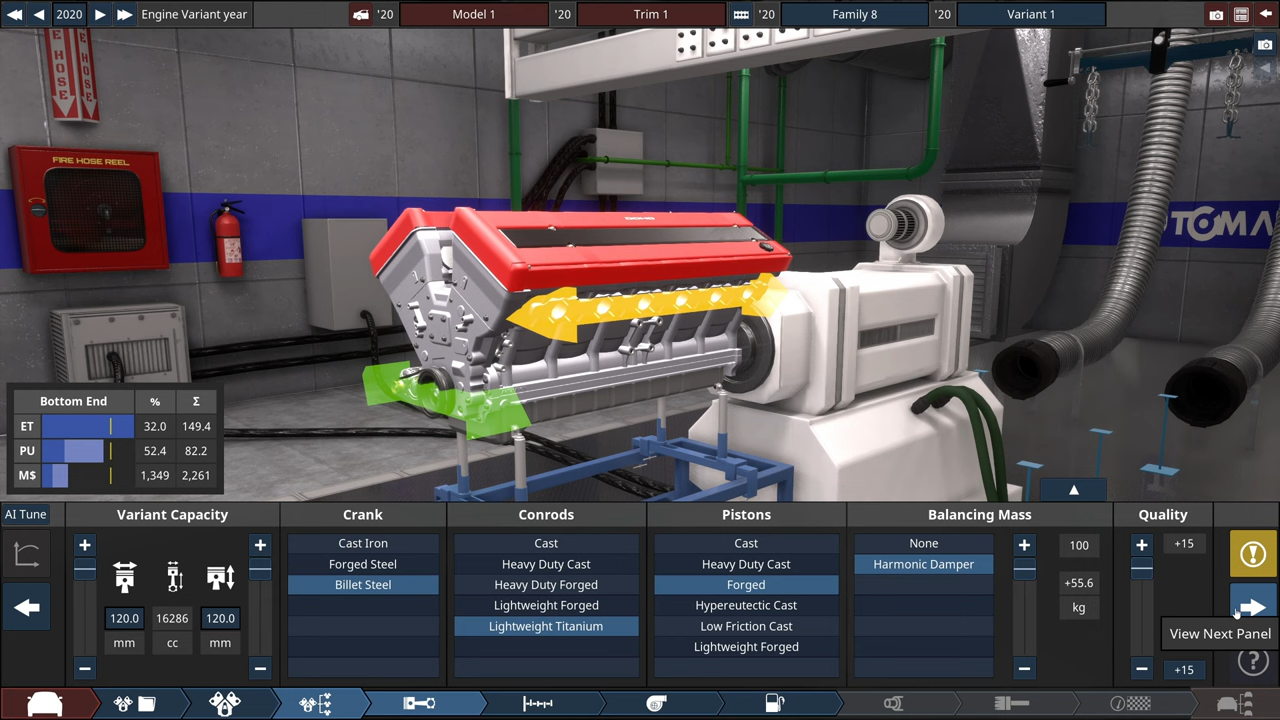 2020
Engine Variant year
'20
Model 1
'20
Trim 1
'20
Family 8
'20
Variant 1
HOSE
HOSE
FIRE HOSE REEL
TOMA
Bottom End
%
Σ
ET
32.0
149.4
PU
52.4
82.2
M$
1,349
2,261
AI Tune
Variant Capacity
120.0
16286
120.0
mm
cc
mm
Crank
Cast Iron
Forged Steel
Billet Steel
Conrods
Cast
Heavy Duty Cast
Heavy Duty Forged
Lightweight Forged
Lightweight Titanium
Pistons
Cast
Heavy Duty Cast
Forged
Hypereutectic Cast
Low Friction Cast
Lightweight Forged
Balancing Mass
None
Harmonic Damper
100
+55.6
kg
Quality
+15
+15
View Next Panel